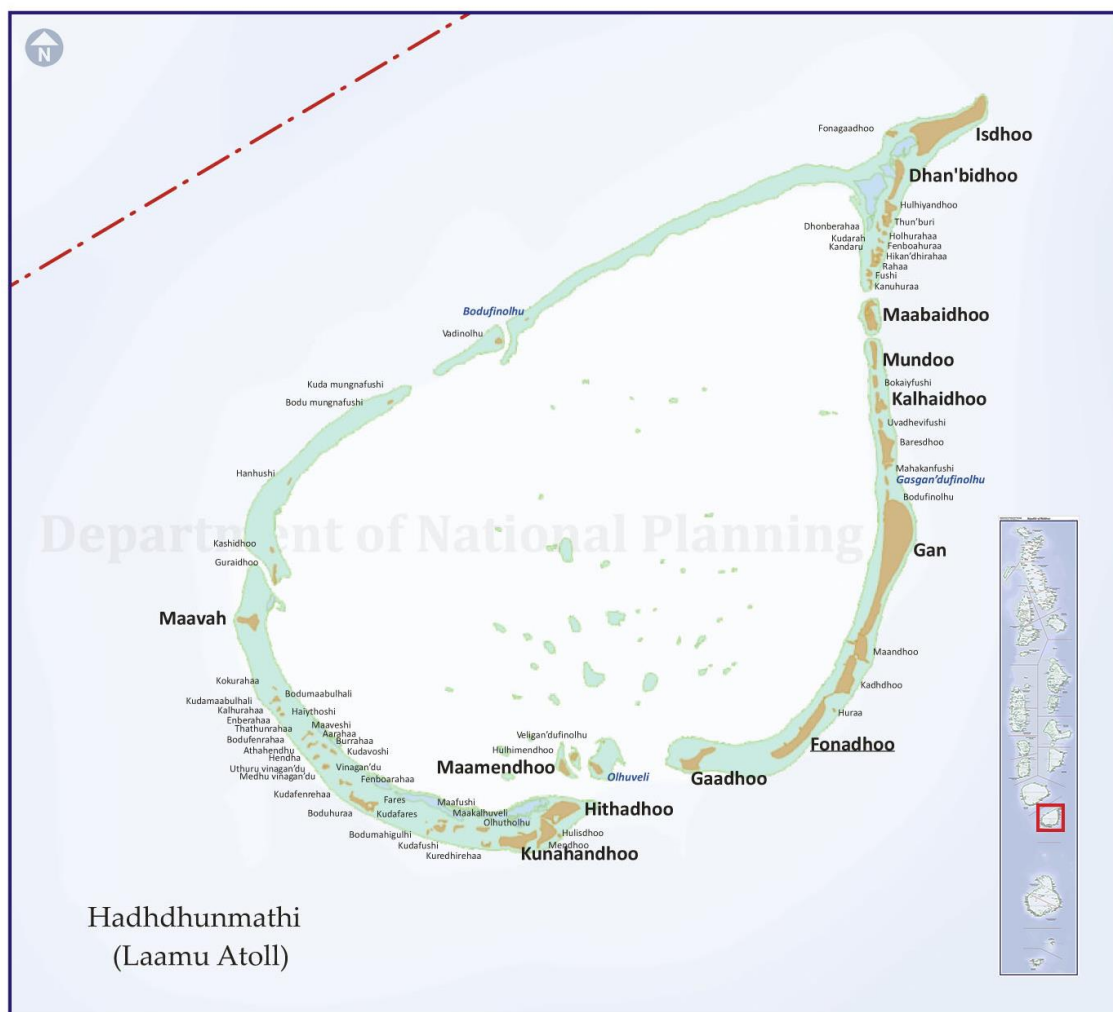 N
Fonagaadhoo
Isdhoo
Dhan'bidhoo
Hulhiyandhoo
Thun'buri
Dhonberahaa
Holhurahaa
Kudarah
Fenboahuraa
Kandaru
Hikan'dhirahaa
Rahaa
Fushi
Kanuhuraa
Bodufinolhu
Maabaidhoo
Vadinolhu
Mundoo
Kuda mungnafushi
Bokaiyfushi
Bodu mungnafushi
Kalhaidhoo
Uvadhevifushi
Baresdhoo
Hanhushi
Mahakanfushi
Gasgan'dufinolhu
Bodufinolhu
Department of National Planning
Kashidhoo
Gan
Guraidhoo
Maavah
Maandhoo
Kokurahaa
Kadhdhoo
Bodumaabulhali
Kudamaabulhali
Kalhurahaa
Haiythoshi
Huraa
Enberahaa
Maaveshi
Thathunrahaa
Aarahaa
Bodufenrahaa
Burrahaa
Veligan'dufinolhu
Athahendhu
Kudavoshi
Hulhimendhoo
Fonadhoo
Hendha
Uthuru vinagan'du
Vinagan'du
Maamendhoo
Medhu vinagan'du
Fenboarahaa
Olhuveli
Gaadhoo
Kudafenrehaa
Fares
Maafushi
Boduhuraa
Kudafares
Maakalhuveli
Hithadhoo
Olhutholhu
Bodumahigulhi
Hulisdhoo
Kudafushi
Mendhoo
Kuredhirehaa
Kunahandhoo
Hadhdhunmathi
(Laamu Atoll)